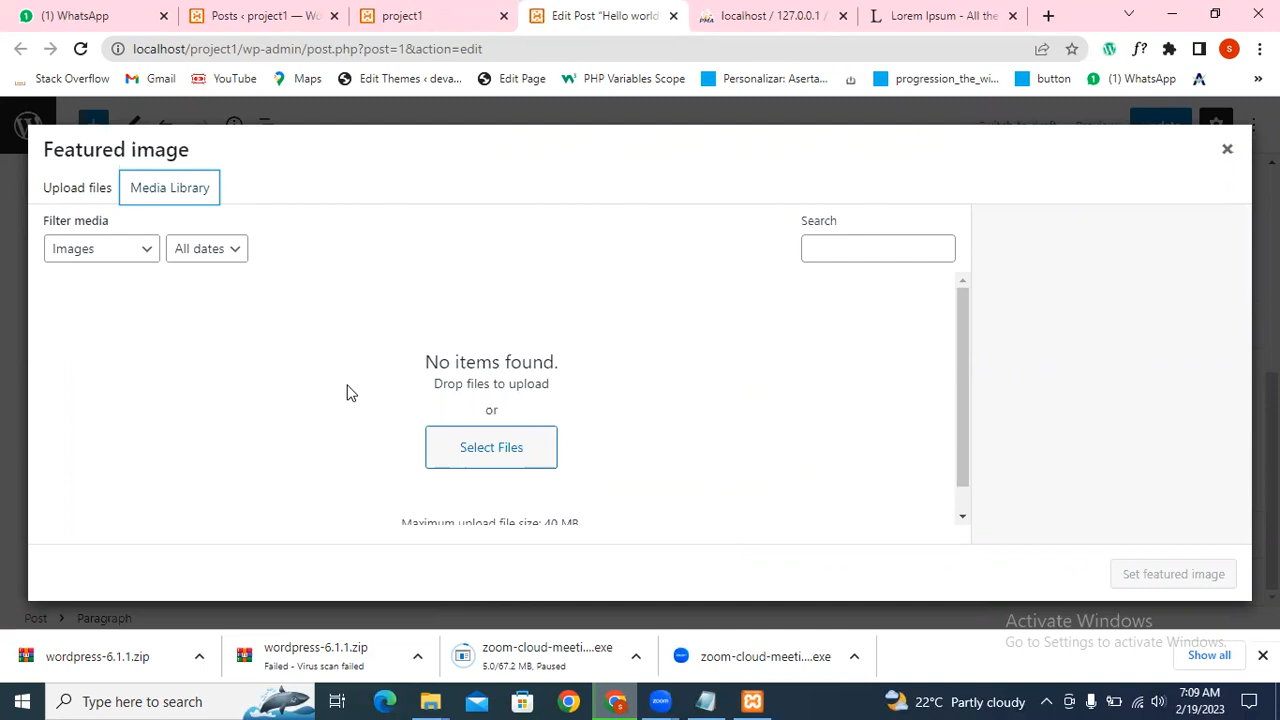 (1) WhatsApp
Posts ‹ project1 — Wo
project1
Edit Post “Hello world
localhost / 127.0.0.1 /
Lorem Ipsum - All the
localhost/project1/wp-admin/post.php?post=1&action=edit
Stack Overflow
Gmail
YouTube
Maps
Edit Themes ‹ deva...
Edit Page
PHP Variables Scope
Personalizar: Aserta...
progression_the_wi...
button
(1) WhatsApp
Featured image
Upload files
Media Library
Filter media
Search
Images
All dates
No items found.
Drop files to upload
or
Select Files
Maximum upload file size: 40 MB
Set featured image
Post
Paragraph
Activate Windows
Go to Settings to activate Windows.
wordpress-6.1.1.zip
wordpress-6.1.1.zip
Failed - Virus scan failed
zoom-cloud-meeti....exe
5.0/67.2 MB, Paused
zoom-cloud-meeti....exe
Show all
Type here to search
22°C Partly cloudy
7:09 AM
2/19/2023